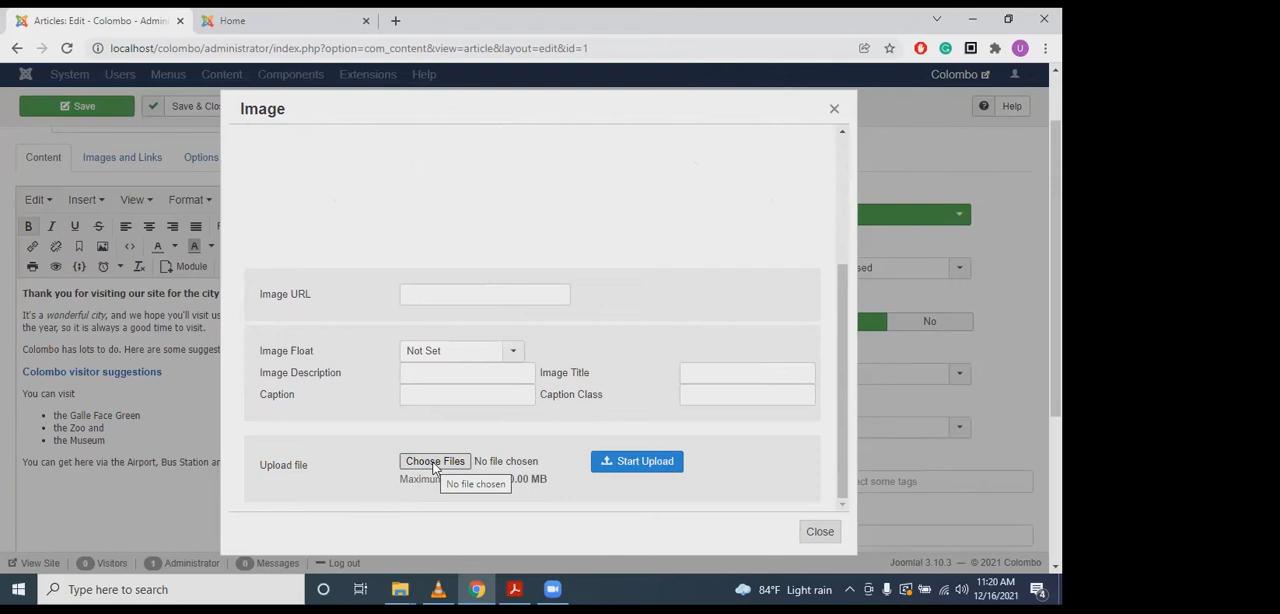 Articles: Edit - Colombo - Admin
Home
localhost/colombo/administrator/index.php?option=com_content&view=article&layout=edit&id=1
System Users Menus Content Components Extensions Help
Colombo
Save
Save & Clo
Help
Image
Content Images and Links Options
Edit Insert View Format
Module
Thank you for visiting our site for the city
It's a wonderful city, and we hope you'll visit us
the year, so it is always a good time to visit.
Colombo has lots to do. Here are some suggest
Colombo visitor suggestions
You can visit
the Galle Face Green
the Zoo and
the Museum
You can get here via the Airport, Bus Station an
Image URL
Image Float Not Set
Image Description Image Title
Caption Caption Class
Upload file Choose Files No file chosen Start Upload
No file chosen
Close
No
View Site 0 Visitors 1 Administrator 0 Messages Log out
Joomla! 3.10.3 — © 2021 Colombo
Type here to search
84°F Light rain
11:20 AM
12/16/2021
4